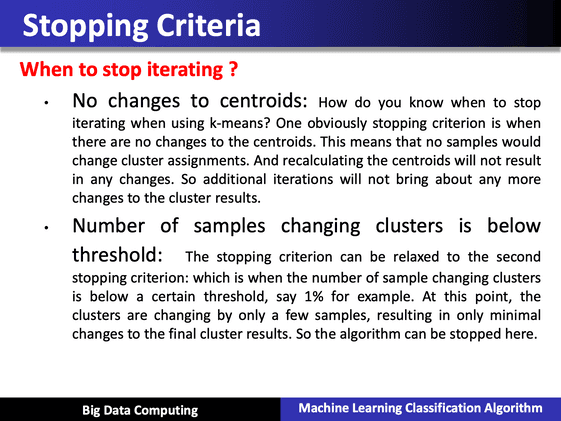 Stopping Criteria
When to stop iterating ?
• No changes to centroids: How do you know when to stop
iterating when using k-means? One obviously stopping criterion is when
there are no changes to the centroids. This means that no samples would
change cluster assignments. And recalculating the centroids will not result
in any changes. So additional iterations will not bring about any more
changes to the cluster results.
• Number of samples changing clusters is below
threshold: The stopping criterion can be relaxed to the second
stopping criterion: which is when the number of sample changing clusters
is below a certain threshold, say 1% for example. At this point, the
clusters are changing by only a few samples, resulting in only minimal
changes to the final cluster results. So the algorithm can be stopped here.
Big Data Computing
Machine Learning Classification Algorithm